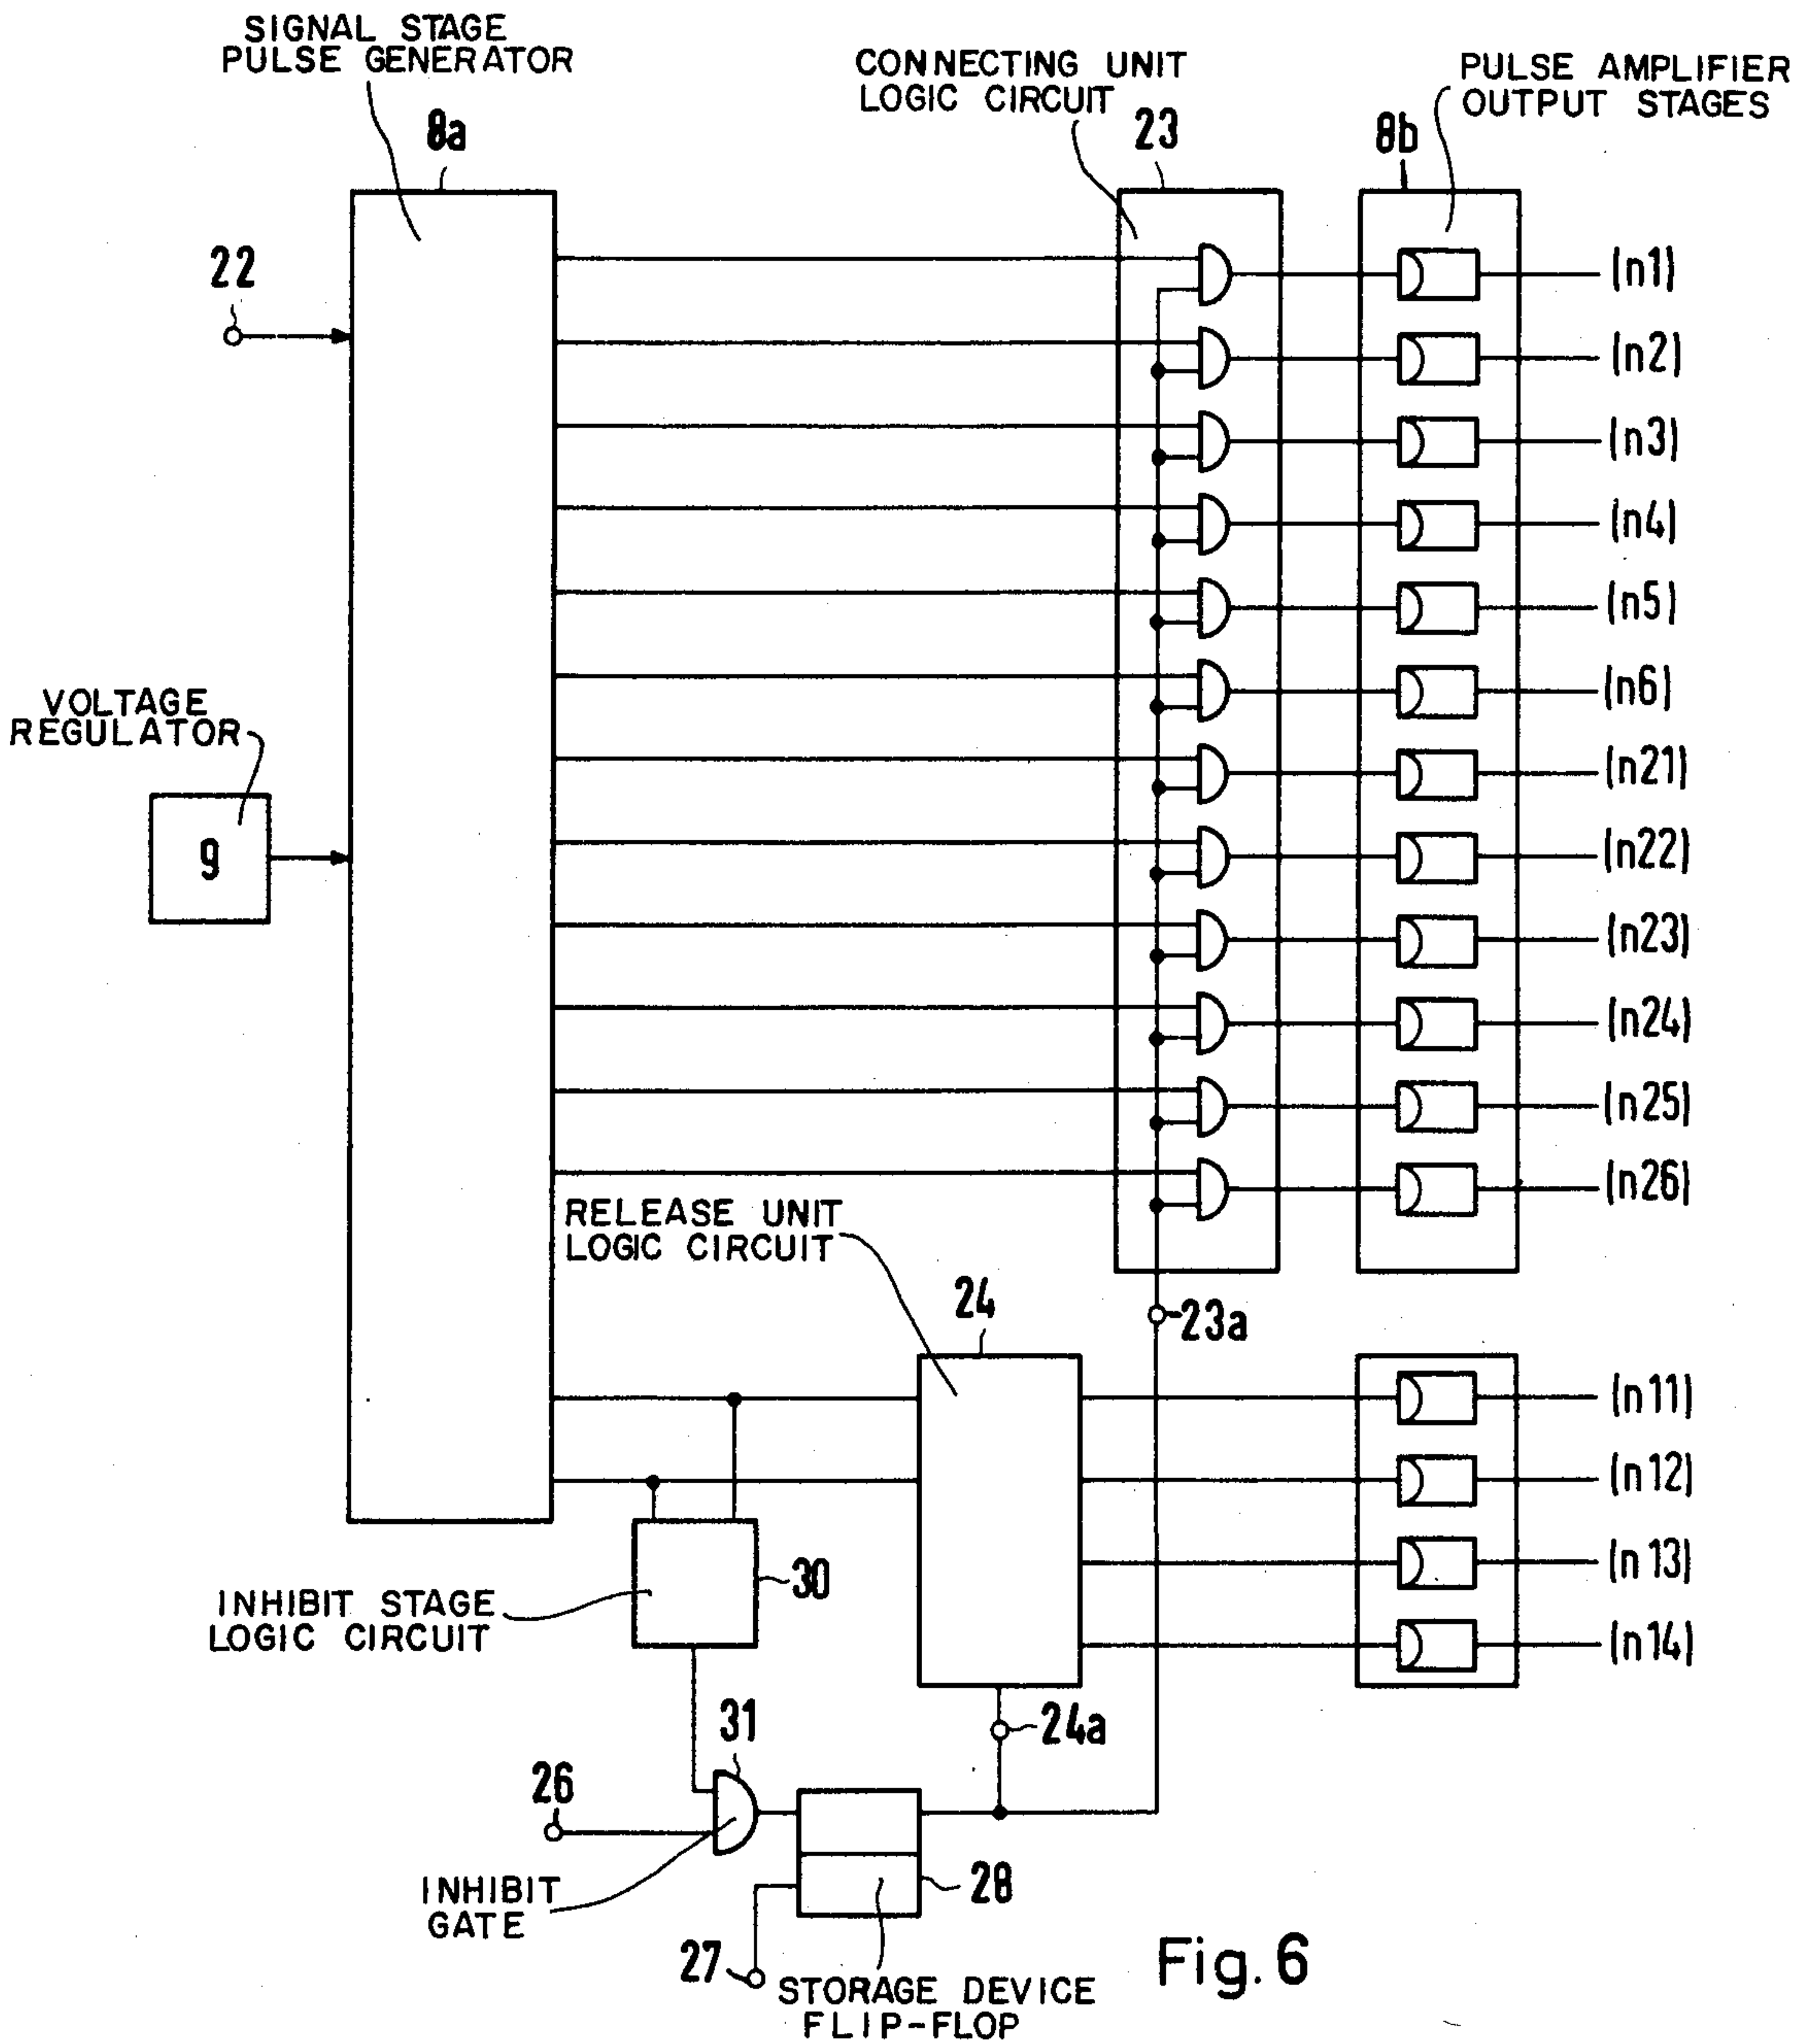 SIGNAL STAGE
PULSE GENERATOR
CONNECTING UNIT
LOGIC CIRCUIT
PULSE AMPLIFIER
OUTPUT STAGES
8a
23
8b
22
(n1)
(n2)
(n3)
(n4)
(n5)
(n6)
VOLTAGE
REGULATOR
9
(n21)
(n22)
(n23)
(n24)
(n25)
(n26)
RELEASE UNIT
LOGIC CIRCUIT
24
23a
(n11)
(n12)
(n13)
(n14)
30
INHIBIT STAGE
LOGIC CIRCUIT
31
24a
26
28
INHIBIT
GATE
27
STORAGE DEVICE
FLIP-FLOP
Fig. 6